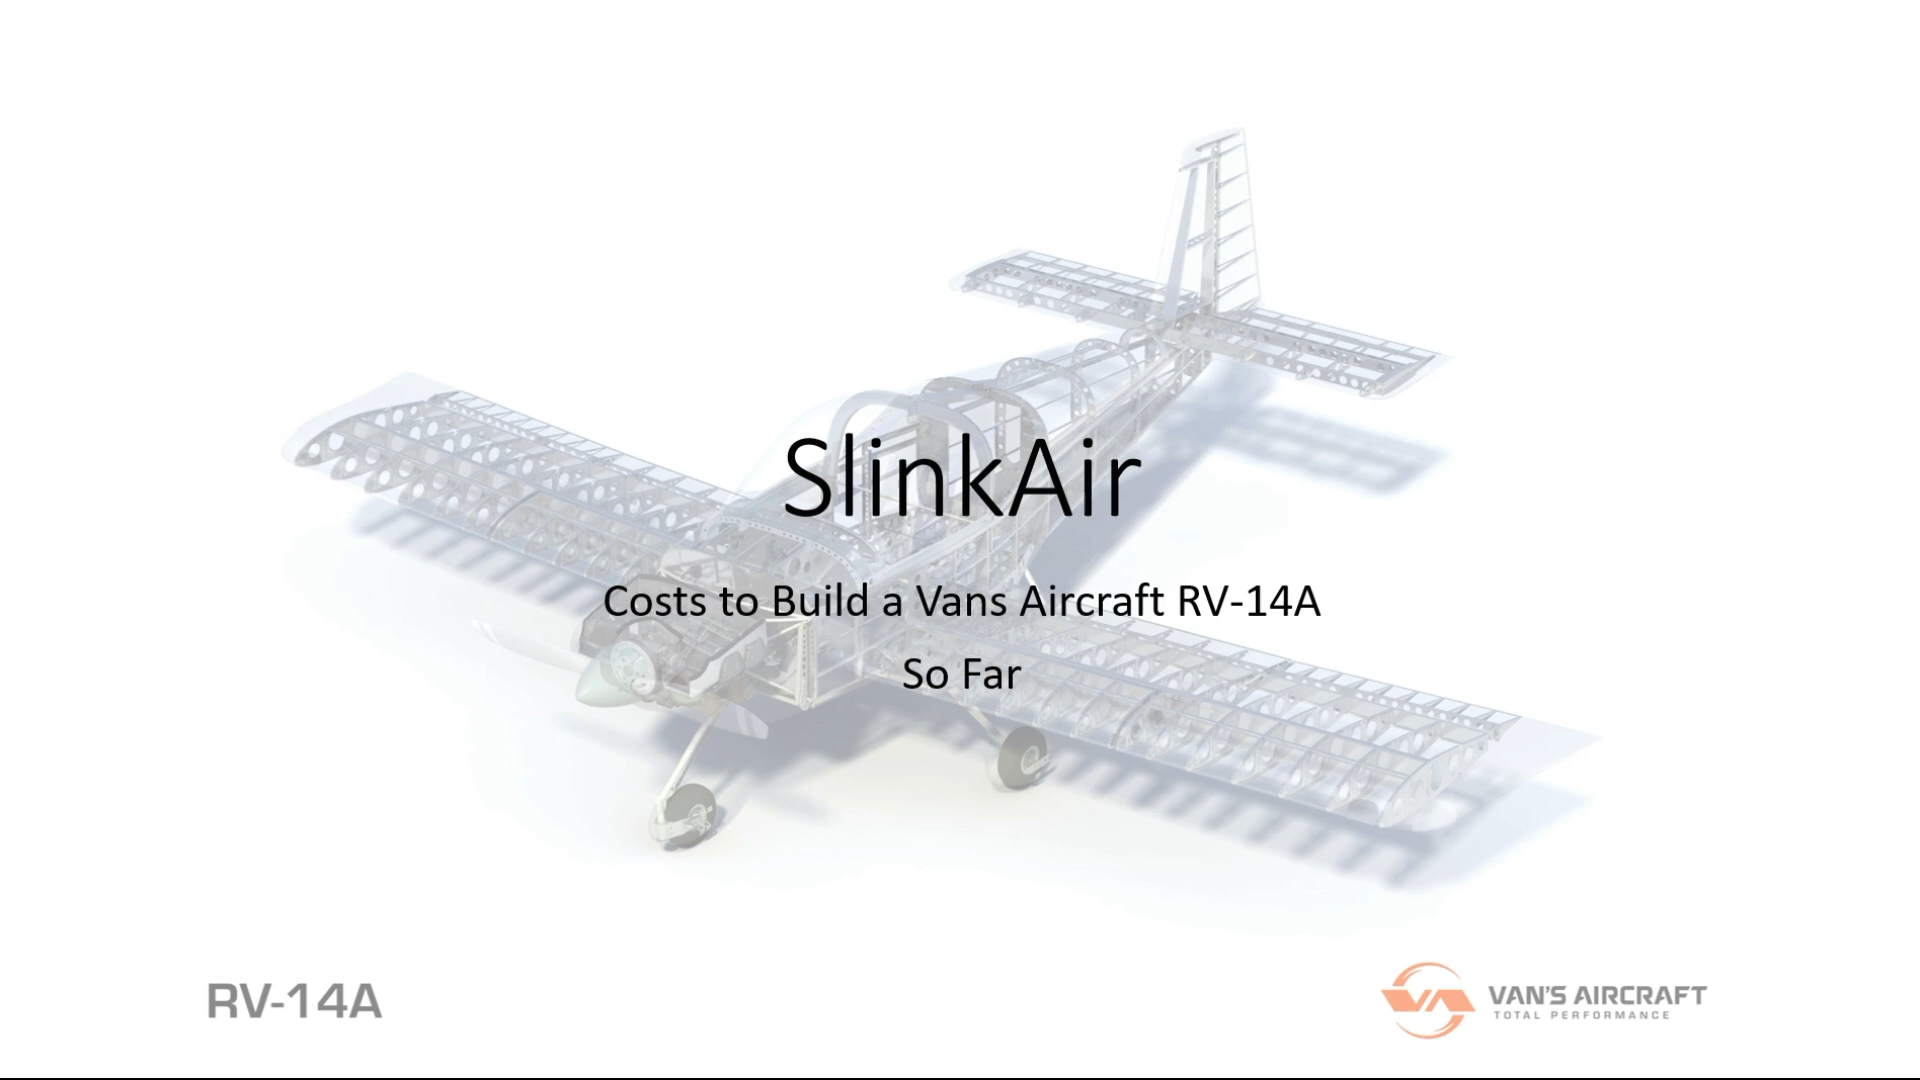 SlinkAir
Costs to Build a Vans Aircraft RV-14A
So Far
RV-14A
VAN'S AIRCRAFT
TOTAL PERFORMANCE